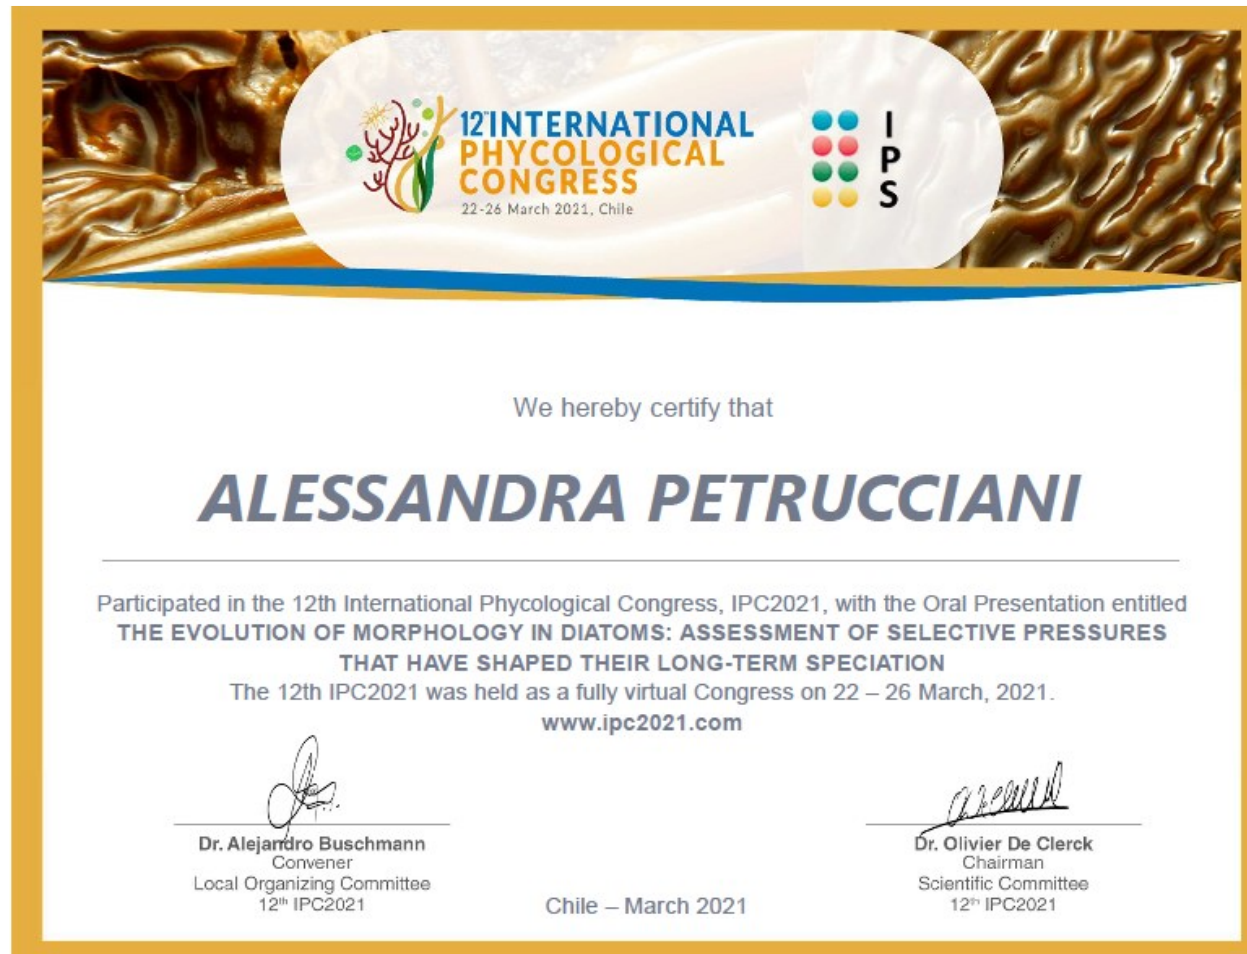 12TH INTERNATIONAL
PHYCOLOGICAL
CONGRESS
22-26 March 2021, Chile
I
P
S
We hereby certify that
ALESSANDRA PETRUCCIANI
Participated in the 12th International Phycological Congress, IPC2021, with the Oral Presentation entitled
THE EVOLUTION OF MORPHOLOGY IN DIATOMS: ASSESSMENT OF SELECTIVE PRESSURES
THAT HAVE SHAPED THEIR LONG-TERM SPECIATION
The 12th IPC2021 was held as a fully virtual Congress on 22 – 26 March, 2021.
www.ipc2021.com
Dr. Alejandro Buschmann
Convener
Local Organizing Committee
12th IPC2021
Chile – March 2021
Dr. Olivier De Clerck
Chairman
Scientific Committee
12th IPC2021